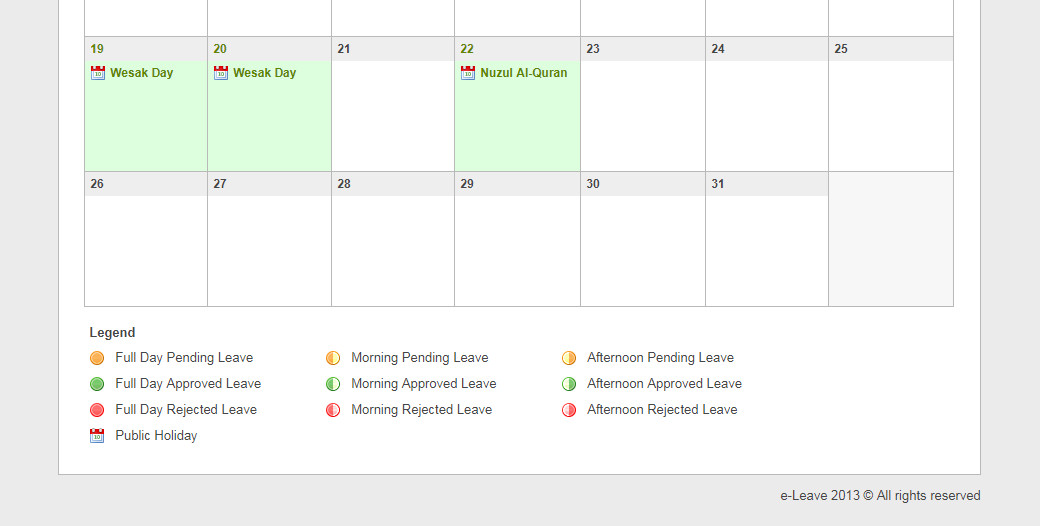 19 20 21 22 23 24 25
Wesak Day Wesak Day Nuzul Al-Quran
26 27 28 29 30 31
Legend
Full Day Pending Leave Morning Pending Leave Afternoon Pending Leave
Full Day Approved Leave Morning Approved Leave Afternoon Approved Leave
Full Day Rejected Leave Morning Rejected Leave Afternoon Rejected Leave
Public Holiday
e-Leave 2013 © All rights reserved